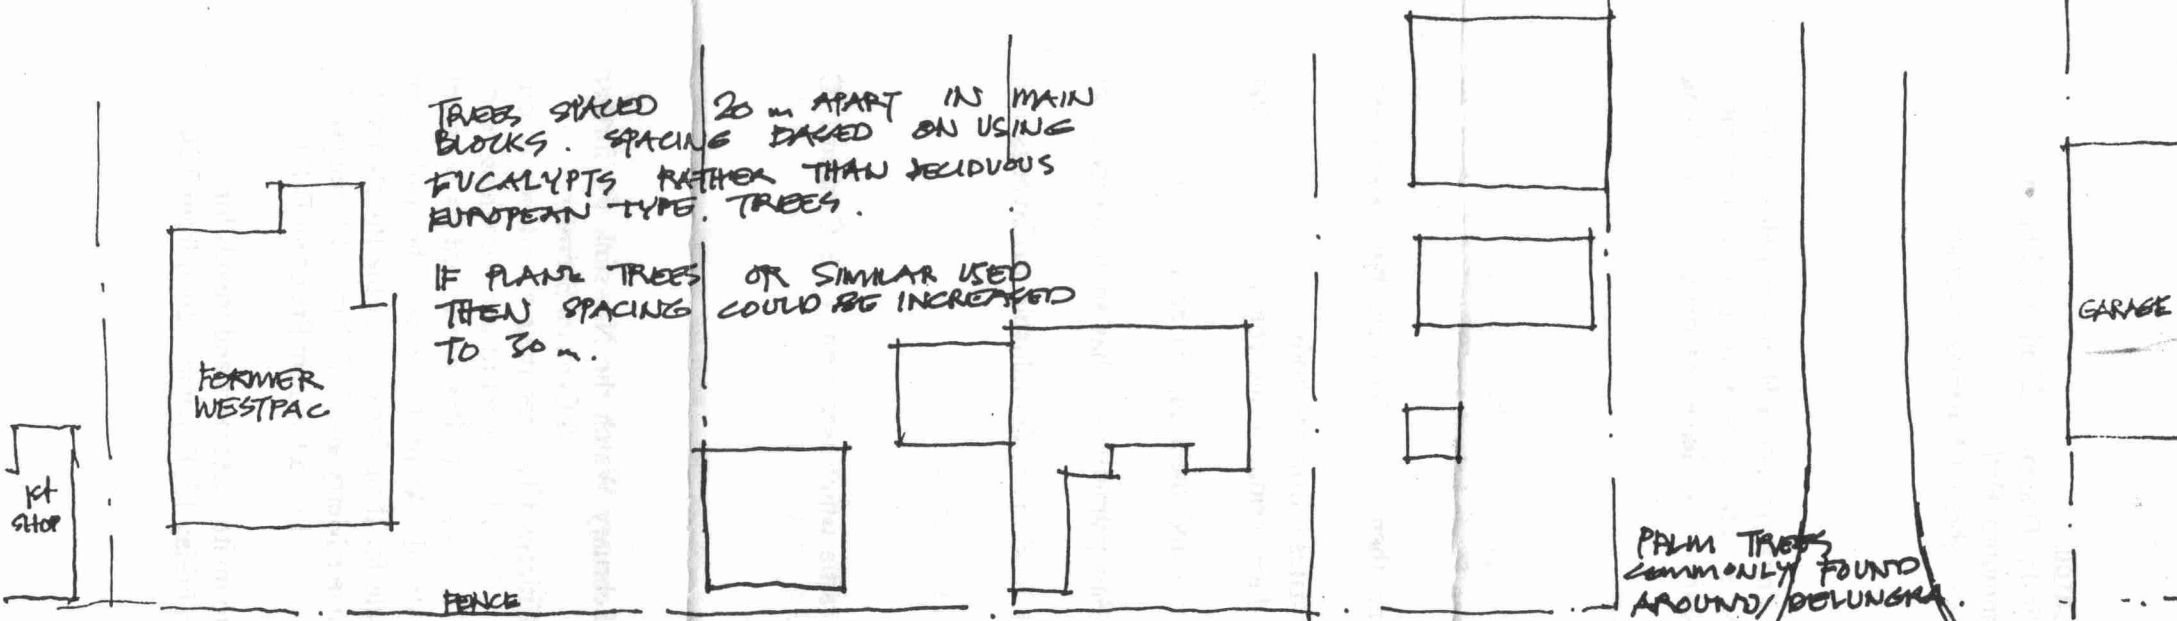 TREES SPACED 20 m APART IN MAIN
BLOCKS. SPACING BASED ON USING
EUCALYPTS RATHER THAN DECIDUOUS
EUROPEAN TYPE TREES.
IF PLANE TREES OR SIMILAR USED
THEN SPACING COULD BE INCREASED
TO 30 m.
FORMER
WESTPAC
1st
SHOP
FENCE
GARAGE
PALM TREES
COMMONLY FOUND
AROUND DELUNGRA.